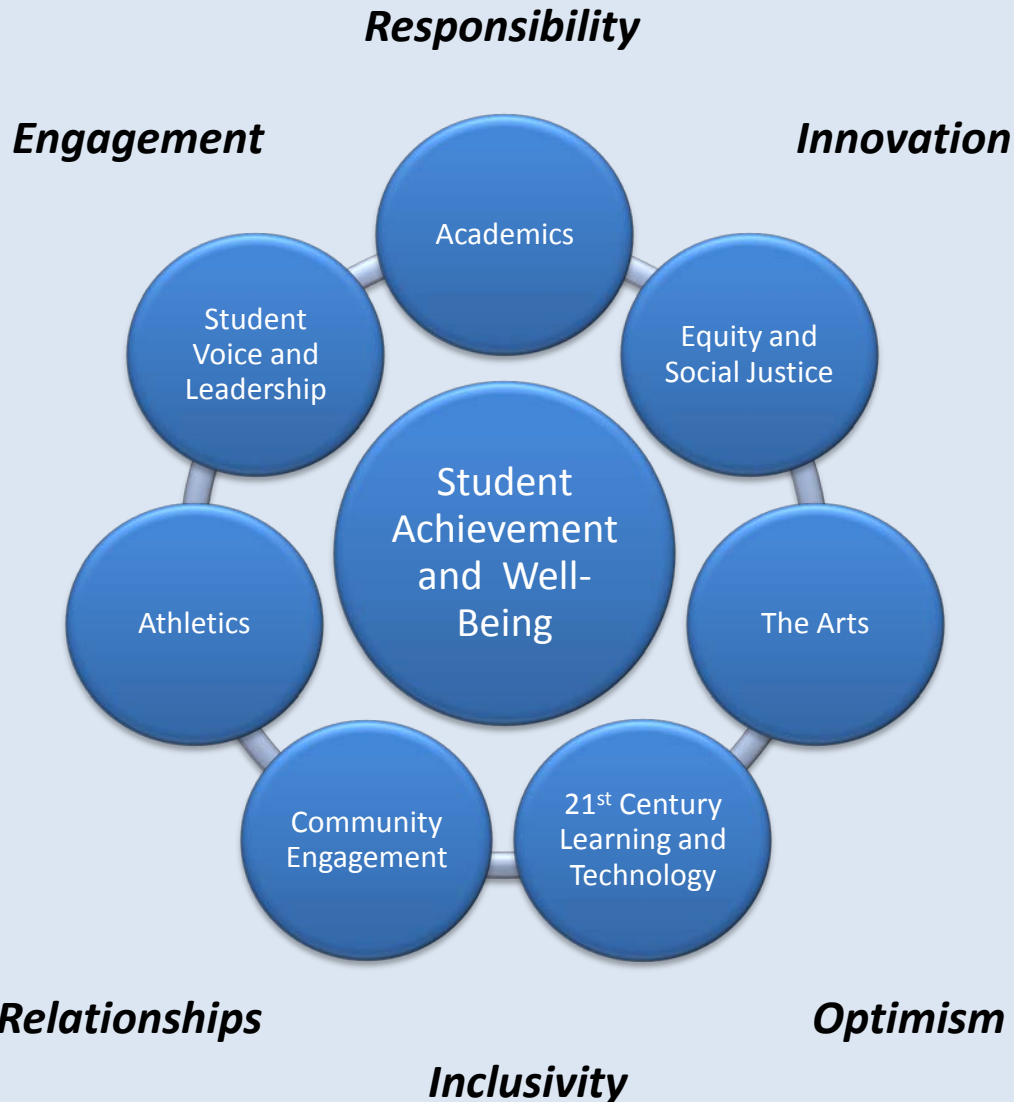 Responsibility
Engagement
Innovation
Academics
Student
Voice and
Leadership
Equity and
Social Justice
Student
Achievement
and  Well-
Being
Athletics
The Arts
Community
Engagement
21st Century
Learning and
Technology
Relationships
Optimism
Inclusivity